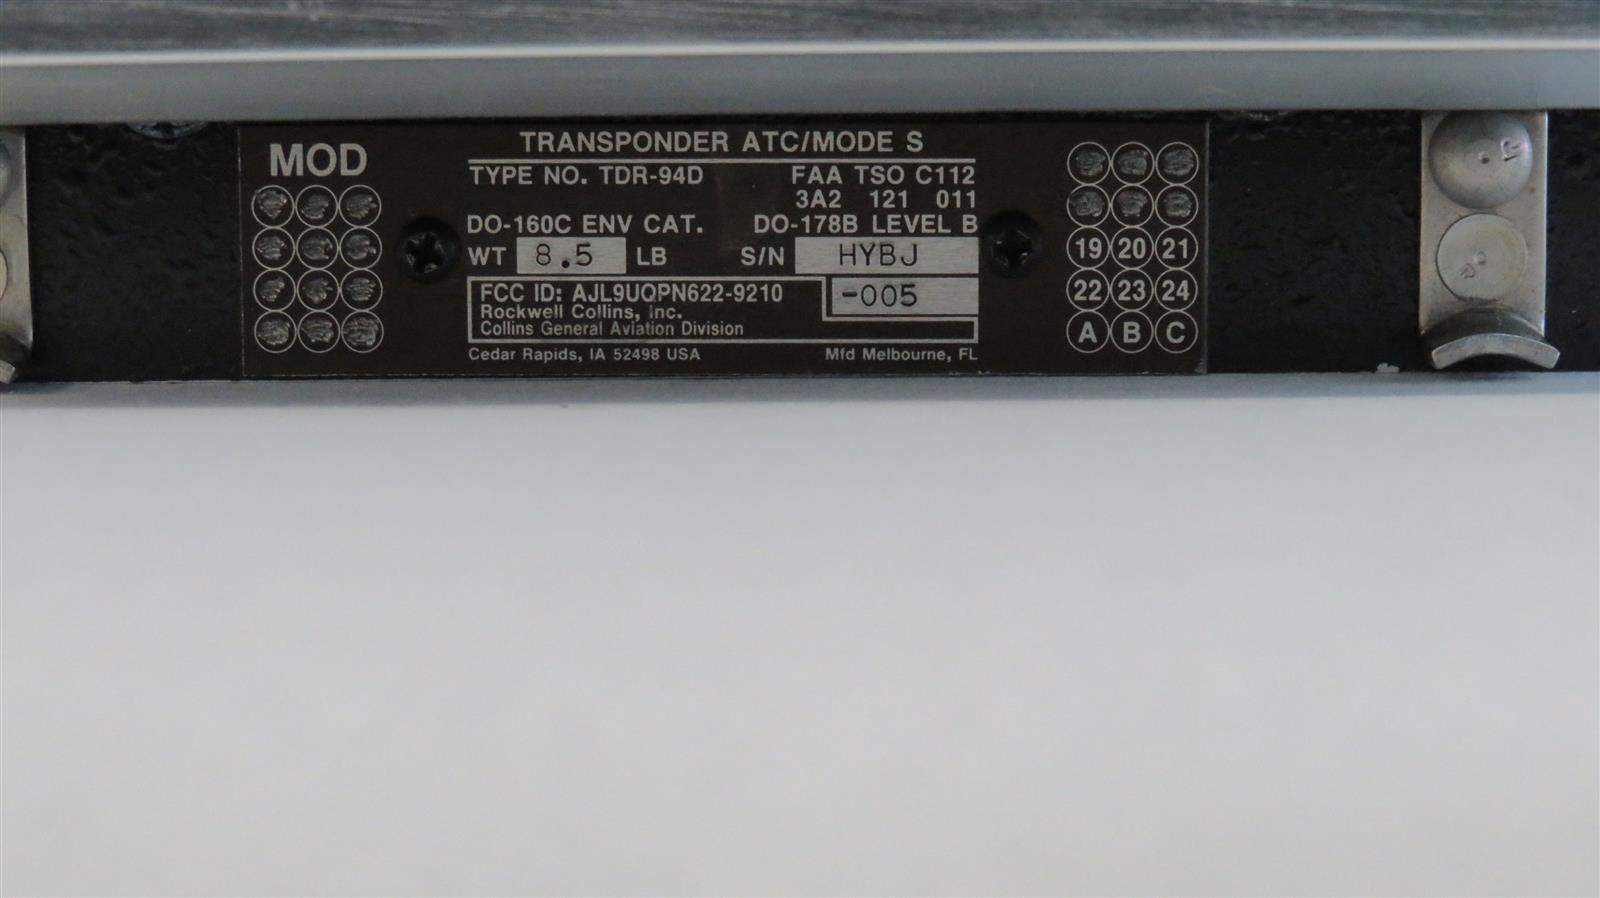 MOD
TRANSPONDER ATC/MODE S
TYPE NO. TDR-94D FAA TSO C112
3A2 121 011
DO-160C ENV CAT. DO-178B LEVEL B
WT 8.5 LB S/N HYBJ
FCC ID: AJL9UQPN622-9210 -005
Rockwell Collins, Inc.
Collins General Aviation Division
Cedar Rapids, IA 52498 USA Mfd Melbourne, FL
19 20 21
22 23 24
A B C